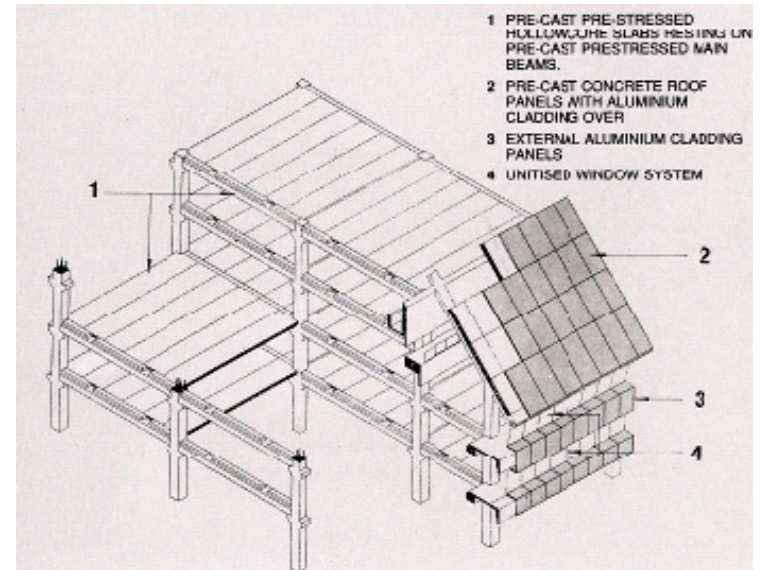 1 PRE-CAST PRE-STRESSED
HOLLOWCORE SLABS RESTING ON
PRE-CAST PRESTRESSED MAIN
BEAMS.
2 PRE-CAST CONCRETE ROOF
PANELS WITH ALUMINIUM
CLADDING OVER
3 EXTERNAL ALUMINIUM CLADDING
PANELS
4 UNITISED WINDOW SYSTEM
1
2
3
4